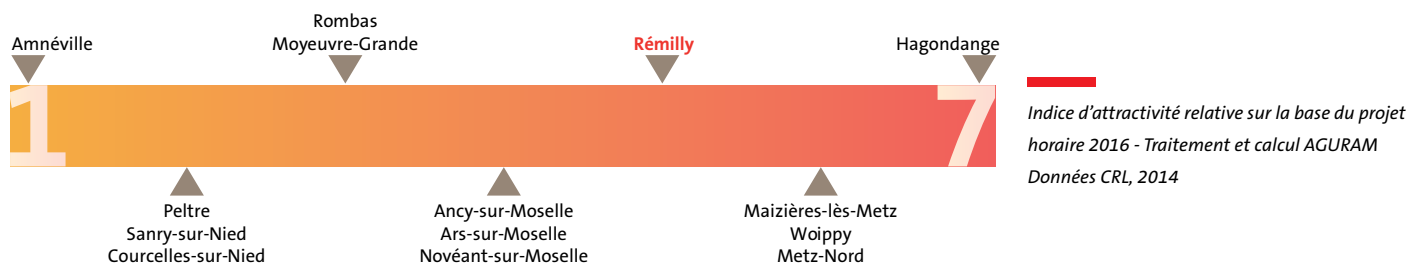 Amnéville
Rombas
Moyeuvre-Grande
Rémilly
Hagondange
1
7
Peltre
Sanry-sur-Nied
Courcelles-sur-Nied
Ancy-sur-Moselle
Ars-sur-Moselle
Novéant-sur-Moselle
Maizières-lès-Metz
Woippy
Metz-Nord
Indice d'attractivité relative sur la base du projet
horaire 2016 - Traitement et calcul AGURAM
Données CRL, 2014